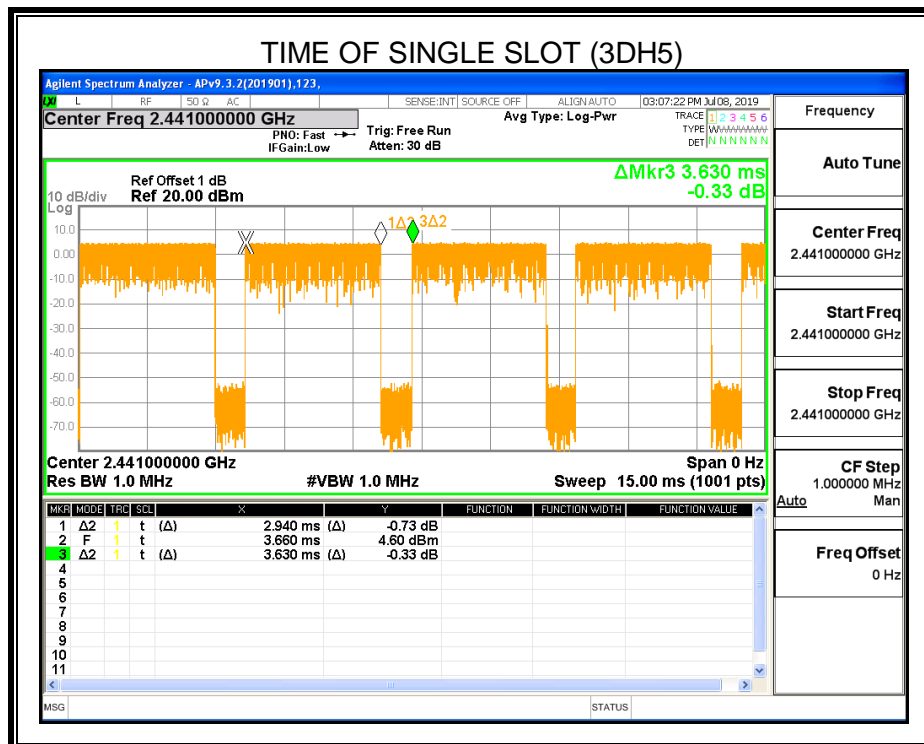 TIME OF SINGLE SLOT (3DH5)
Agilent Spectrum Analyzer - APv9.3.2(201901),123,
LXI L RF 50 Ω AC SENSE:INT SOURCE OFF ALIGN AUTO 03:07:22 PM Jul 08, 2019
Center Freq 2.441000000 GHz
Avg Type: Log-Pwr
TRACE 1 2 3 4 5 6
TYPE WWWWWW
DET N N N N N N
PNO: Fast
IFGain:Low
Trig: Free Run
Atten: 30 dB
ΔMkr3 3.630 ms
-0.33 dB
Ref Offset 1 dB
10 dB/div Ref 20.00 dBm
Log
1Δ2 3Δ2
10.0
0.00
-10.0
-20.0
-30.0
-40.0
-50.0
-60.0
-70.0
Center 2.441000000 GHz Span 0 Hz
Res BW 1.0 MHz #VBW 1.0 MHz Sweep 15.00 ms (1001 pts)
MKR MODE TRC SCL X Y FUNCTION FUNCTION WIDTH FUNCTION VALUE
1 Δ2 1 t (Δ) 2.940 ms (Δ) -0.73 dB
2 F 1 t 3.660 ms 4.60 dBm
3 Δ2 1 t (Δ) 3.630 ms (Δ) -0.33 dB
4
5
6
7
8
9
10
11
MSG STATUS
Frequency
Auto Tune
Center Freq
2.441000000 GHz
Start Freq
2.441000000 GHz
Stop Freq
2.441000000 GHz
CF Step
1.000000 MHz
Auto Man
Freq Offset
0 Hz